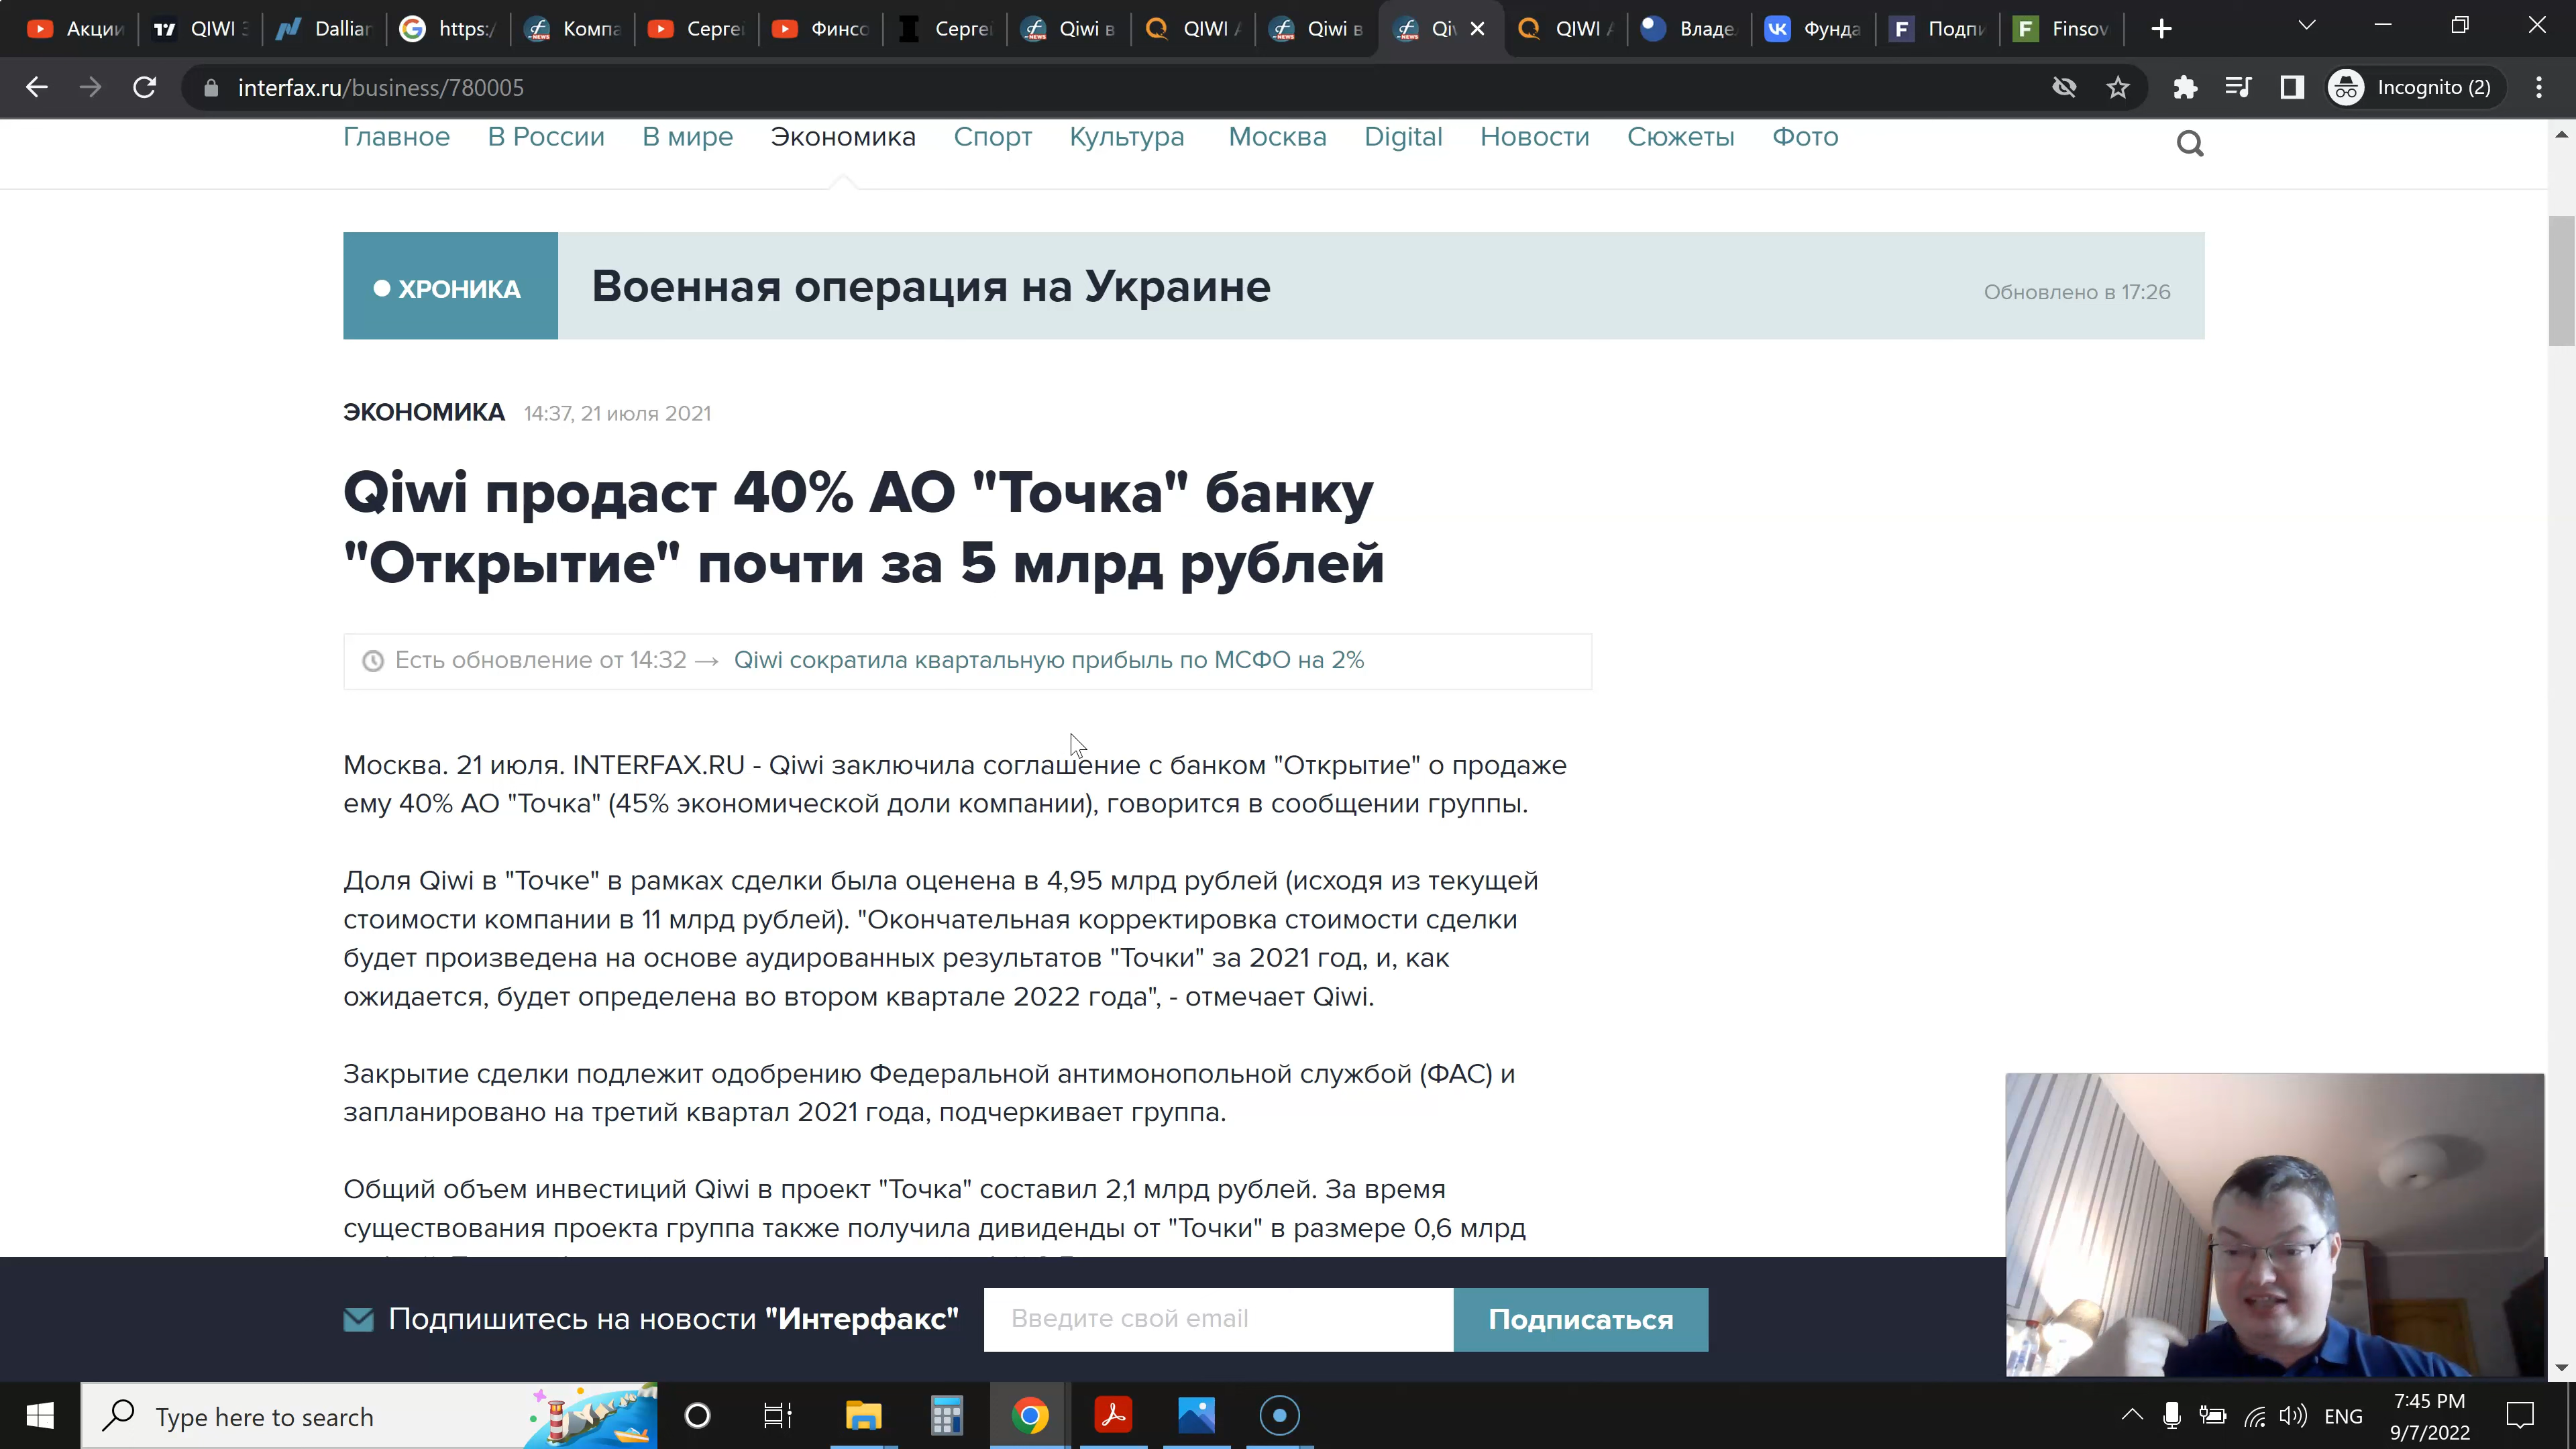 Акции
QIWI
Dallian
https:/
Компа
Сергей
Финсо
Сергей
Qiwi в
QIWI
Qiwi в
Qiv
QIWI
Владе
Фунда
Подпи
Finsov
interfax.ru/business/780005
Incognito (2)
Главное В России В мире Экономика Спорт Культура Москва Digital Новости Сюжеты Фото
ХРОНИКА
Военная операция на Украине
Обновлено в 17:26
ЭКОНОМИКА 14:37, 21 июля 2021
Qiwi продаст 40% АО "Точка" банку
"Открытие" почти за 5 млрд рублей
Есть обновление от 14:32 → Qiwi сократила квартальную прибыль по МСФО на 2%
Москва. 21 июля. INTERFAX.RU - Qiwi заключила соглашение с банком "Открытие" о продаже
ему 40% АО "Точка" (45% экономической доли компании), говорится в сообщении группы.
Доля Qiwi в "Точке" в рамках сделки была оценена в 4,95 млрд рублей (исходя из текущей
стоимости компании в 11 млрд рублей). "Окончательная корректировка стоимости сделки
будет произведена на основе аудированных результатов "Точки" за 2021 год, и, как
ожидается, будет определена во втором квартале 2022 года", - отмечает Qiwi.
Закрытие сделки подлежит одобрению Федеральной антимонопольной службой (ФАС) и
запланировано на третий квартал 2021 года, подчеркивает группа.
Общий объем инвестиций Qiwi в проект "Точка" составил 2,1 млрд рублей. За время
существования проекта группа также получила дивиденды от "Точки" в размере 0,6 млрд
Подпишитесь на новости "Интерфакс"
Введите свой email
Подписаться
Type here to search
ENG
7:45 PM
9/7/2022